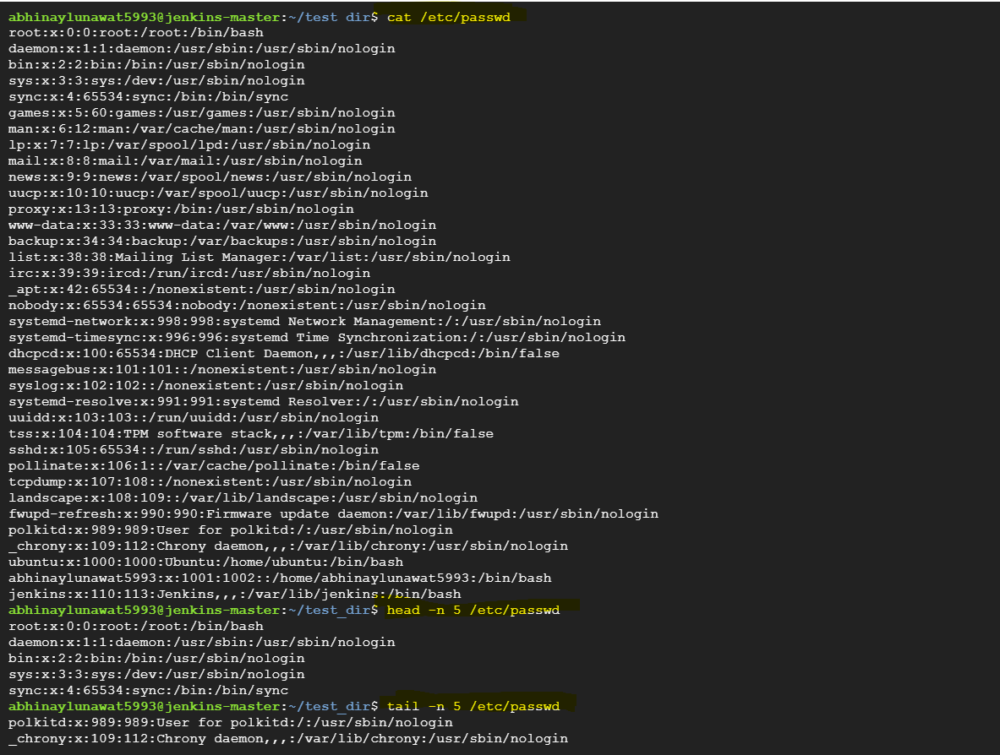 abhinaylunawat5993@jenkins-master:~/test_dir$ cat /etc/passwd
root:x:0:0:root:/root:/bin/bash
daemon:x:1:1:daemon:/usr/sbin:/usr/sbin/nologin
bin:x:2:2:bin:/bin:/usr/sbin/nologin
sys:x:3:3:sys:/dev:/usr/sbin/nologin
sync:x:4:65534:sync:/bin:/bin/sync
games:x:5:60:games:/usr/games:/usr/sbin/nologin
man:x:6:12:man:/var/cache/man:/usr/sbin/nologin
lp:x:7:7:lp:/var/spool/lpd:/usr/sbin/nologin
mail:x:8:8:mail:/var/mail:/usr/sbin/nologin
news:x:9:9:news:/var/spool/news:/usr/sbin/nologin
uucp:x:10:10:uucp:/var/spool/uucp:/usr/sbin/nologin
proxy:x:13:13:proxy:/bin:/usr/sbin/nologin
www-data:x:33:33:www-data:/var/www:/usr/sbin/nologin
backup:x:34:34:backup:/var/backups:/usr/sbin/nologin
list:x:38:38:Mailing List Manager:/var/list:/usr/sbin/nologin
irc:x:39:39:ircd:/run/ircd:/usr/sbin/nologin
_apt:x:42:65534::/nonexistent:/usr/sbin/nologin
nobody:x:65534:65534:nobody:/nonexistent:/usr/sbin/nologin
systemd-network:x:998:998:systemd Network Management:/:/usr/sbin/nologin
systemd-timesync:x:996:996:systemd Time Synchronization:/:/usr/sbin/nologin
dhcpcd:x:100:65534:DHCP Client Daemon,,,:/usr/lib/dhcpcd:/bin/false
messagebus:x:101:101::/nonexistent:/usr/sbin/nologin
syslog:x:102:102::/nonexistent:/usr/sbin/nologin
systemd-resolve:x:991:991:systemd Resolver:/:/usr/sbin/nologin
uuidd:x:103:103::/run/uuidd:/usr/sbin/nologin
tss:x:104:104:TPM software stack,,,:/var/lib/tpm:/bin/false
sshd:x:105:65534::/run/sshd:/usr/sbin/nologin
pollinate:x:106:1::/var/cache/pollinate:/bin/false
tcpdump:x:107:108::/nonexistent:/usr/sbin/nologin
landscape:x:108:109::/var/lib/landscape:/usr/sbin/nologin
fwupd-refresh:x:990:990:Firmware update daemon:/var/lib/fwupd:/usr/sbin/nologin
polkitd:x:989:989:User for polkitd:/:/usr/sbin/nologin
_chrony:x:109:112:Chrony daemon,,,:/var/lib/chrony:/usr/sbin/nologin
ubuntu:x:1000:1000:Ubuntu:/home/ubuntu:/bin/bash
abhinaylunawat5993:x:1001:1002::/home/abhinaylunawat5993:/bin/bash
jenkins:x:110:113:Jenkins,,,:/var/lib/jenkins:/bin/bash
abhinaylunawat5993@jenkins-master:~/test_dir$ head -n 5 /etc/passwd
root:x:0:0:root:/root:/bin/bash
daemon:x:1:1:daemon:/usr/sbin:/usr/sbin/nologin
bin:x:2:2:bin:/bin:/usr/sbin/nologin
sys:x:3:3:sys:/dev:/usr/sbin/nologin
sync:x:4:65534:sync:/bin:/bin/sync
abhinaylunawat5993@jenkins-master:~/test_dir$ tail -n 5 /etc/passwd
polkitd:x:989:989:User for polkitd:/:/usr/sbin/nologin
_chrony:x:109:112:Chrony daemon,,,:/var/lib/chrony:/usr/sbin/nologin